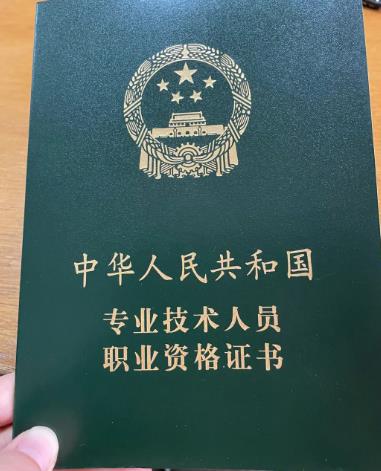 中华人民共和国
专业技术人员
职业资格证书